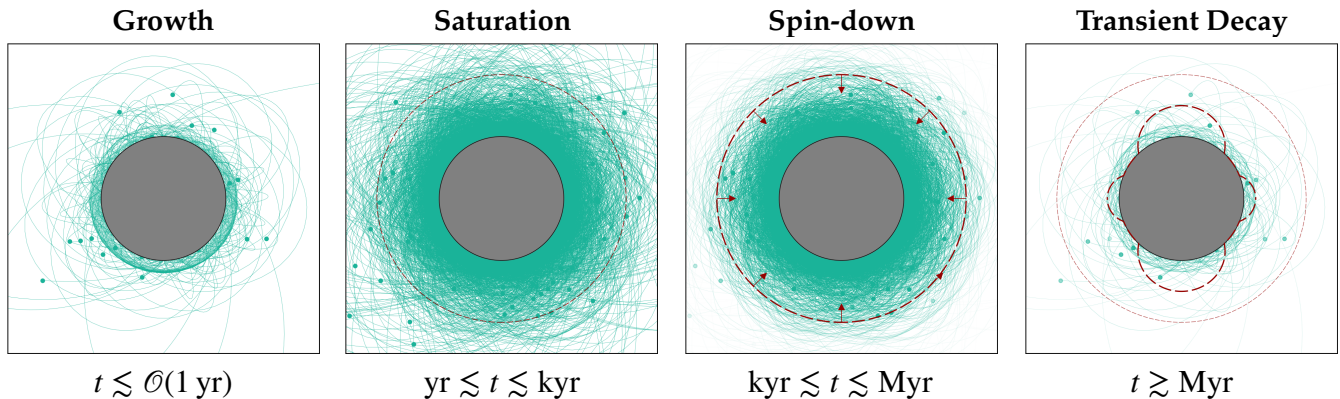 Growth Saturation Spin-down Transient Decay
t ≲ 𝒪(1 yr) yr ≲ t ≲ kyr kyr ≲ t ≲ Myr t ≳ Myr